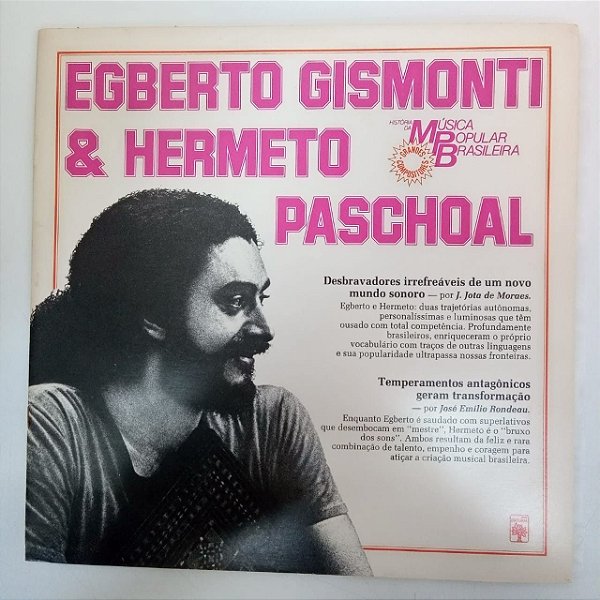 EGBERTO GISMONTI
& HERMETO
PASCHOAL
HISTÓRIA DA
MÚSICA
POPULAR
BRASILEIRA
GRANDES
COMPOSITORES
Desbravadores irrefreáveis de um novo
mundo sonoro — por J. Jota de Moraes.
Egberto e Hermeto: duas trajetórias autônomas,
personalíssimas e luminosas que têm
ousado com total competência. Profundamente
brasileiros, enriqueceram o próprio
vocabulário com traços de outras linguagens
e sua popularidade ultrapassa nossas fronteiras.
Temperamentos antagônicos
geram transformação
— por José Emílio Rondeau.
Enquanto Egberto é saudado com superlativos
que desembocam em "mestre", Hermeto é o "bruxo
dos sons". Ambos resultam da feliz e rara
combinação de talento, empenho e coragem para
atiçar a criação musical brasileira.